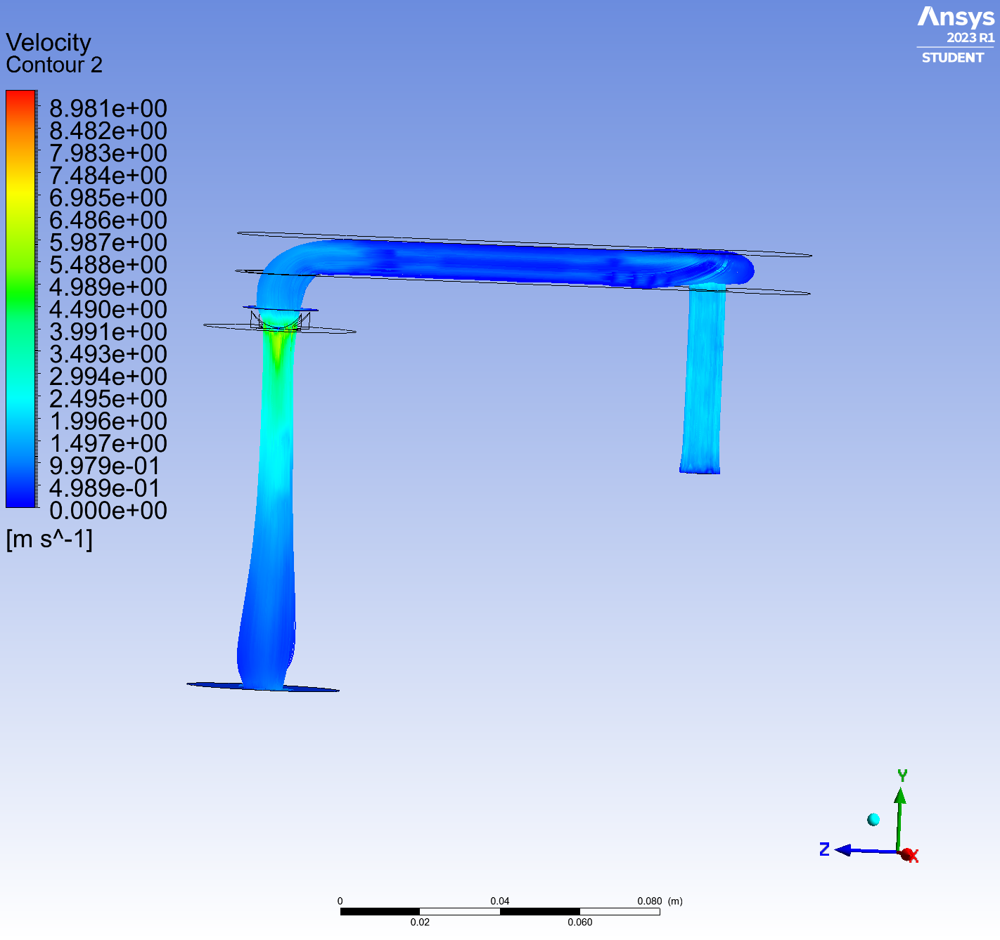 Ansys
2023 R1
STUDENT
Velocity
Contour 2
8.981e+00
8.482e+00
7.983e+00
7.484e+00
6.985e+00
6.486e+00
5.987e+00
5.488e+00
4.989e+00
4.490e+00
3.991e+00
3.493e+00
2.994e+00
2.495e+00
1.996e+00
1.497e+00
9.979e-01
4.989e-01
0.000e+00
[m s^-1]
Y
Z
X
0 0.04 0.080 (m)
0.02 0.060